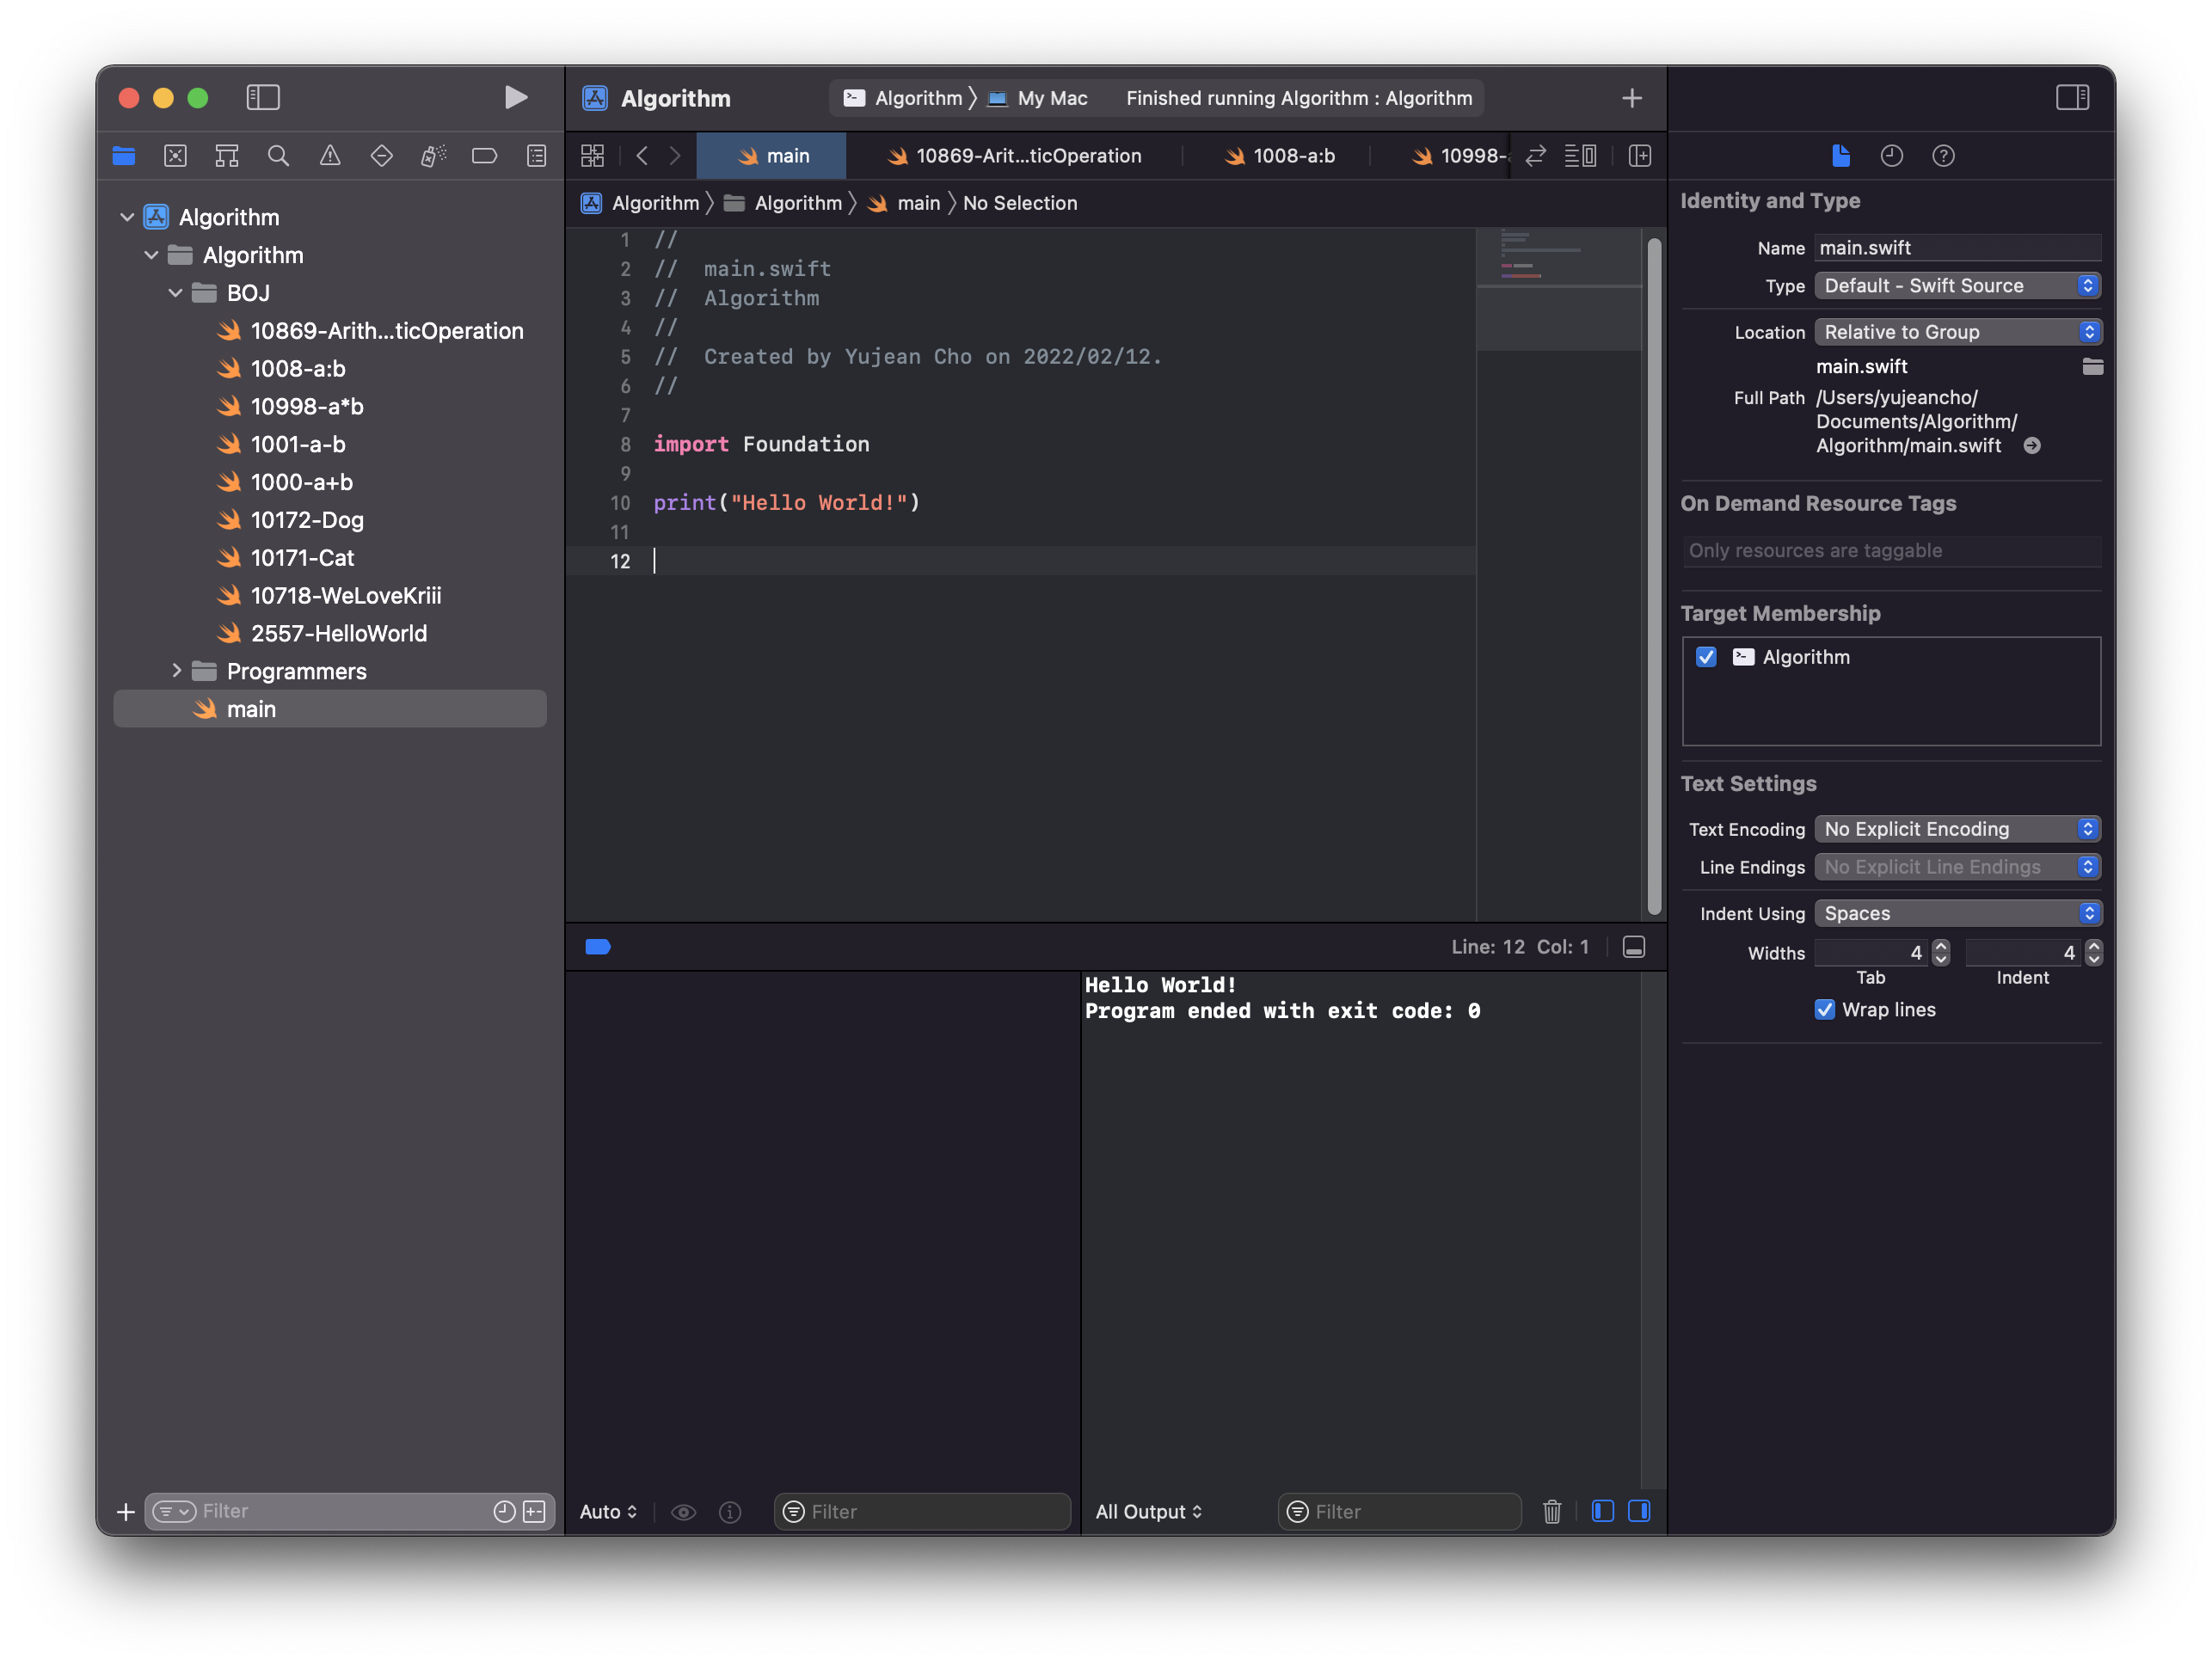 Algorithm
Algorithm
BOJ
10869-Arith...ticOperation
1008-a:b
10998-a*b
1001-a-b
1000-a+b
10172-Dog
10171-Cat
10718-WeLoveKriii
2557-HelloWorld
Programmers
main
Filter
Algorithm
Algorithm 〉 My Mac Finished running Algorithm : Algorithm
main 10869-Arit...ticOperation 1008-a:b 10998-
Algorithm 〉 Algorithm 〉 main 〉 No Selection
1 //
2 //  main.swift
3 //  Algorithm
4 //
5 //  Created by Yujean Cho on 2022/02/12.
6 //
7
8 import Foundation
9
10 print("Hello World!")
11
12
Line: 12 Col: 1
Hello World!
Program ended with exit code: 0
Auto Filter
All Output Filter
Identity and Type
Name main.swift
Type Default - Swift Source
Location Relative to Group
main.swift
Full Path /Users/yujeancho/
Documents/Algorithm/
Algorithm/main.swift
On Demand Resource Tags
Only resources are taggable
Target Membership
Algorithm
Text Settings
Text Encoding No Explicit Encoding
Line Endings No Explicit Line Endings
Indent Using Spaces
Widths 4 4
Tab Indent
Wrap lines